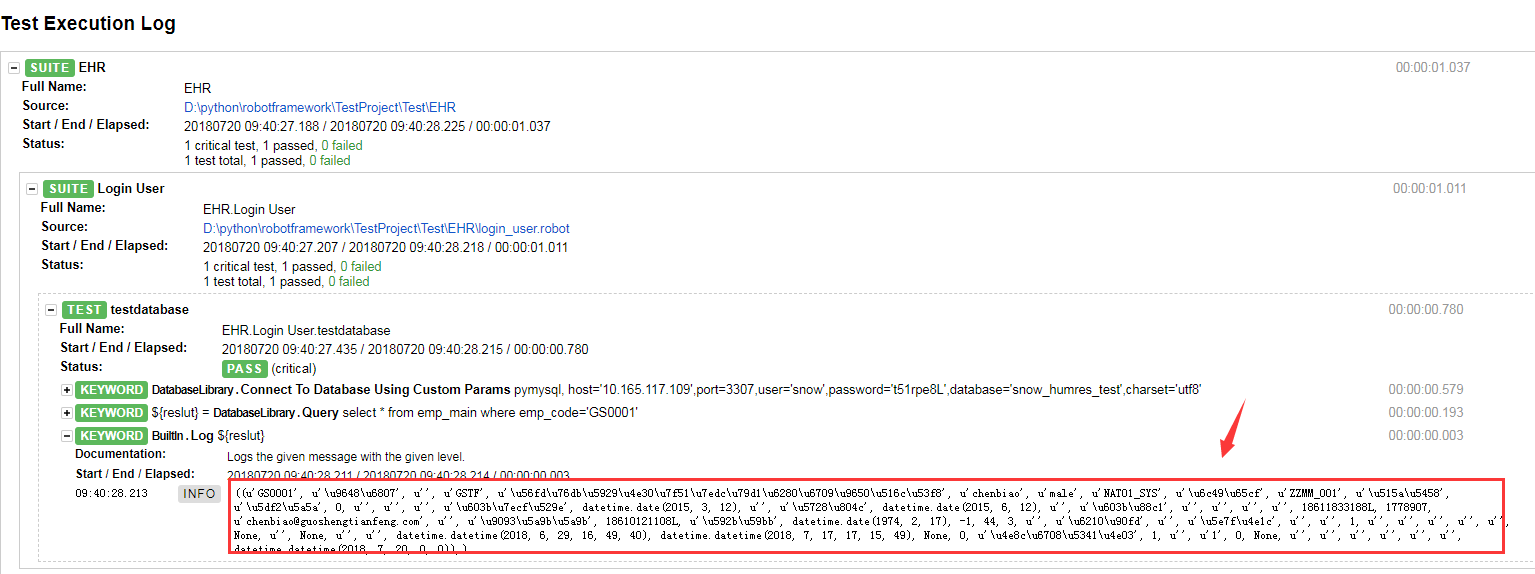 Test Execution Log
SUITE EHR 00:00:01.037
Full Name: EHR
Source: D:\python\robotframework\TestProject\Test\EHR
Start / End / Elapsed: 20180720 09:40:27.188 / 20180720 09:40:28.225 / 00:00:01.037
Status: 1 critical test, 1 passed, 0 failed
1 test total, 1 passed, 0 failed
SUITE Login User 00:00:01.011
Full Name: EHR.Login User
Source: D:\python\robotframework\TestProject\Test\EHR\login_user.robot
Start / End / Elapsed: 20180720 09:40:27.207 / 20180720 09:40:28.218 / 00:00:01.011
Status: 1 critical test, 1 passed, 0 failed
1 test total, 1 passed, 0 failed
TEST testdatabase 00:00:00.780
Full Name: EHR.Login User.testdatabase
Start / End / Elapsed: 20180720 09:40:27.435 / 20180720 09:40:28.215 / 00:00:00.780
Status: PASS (critical)
KEYWORD DatabaseLibrary.Connect To Database Using Custom Params pymysql, host='10.165.117.109',port=3307,user='snow',password='t51rpe8L',database='snow_humres_test',charset='utf8' 00:00:00.579
KEYWORD ${reslut} = DatabaseLibrary.Query select * from emp_main where emp_code='GS0001' 00:00:00.193
KEYWORD BuiltIn.Log ${reslut} 00:00:00.003
Documentation: Logs the given message with the given level.
Start / End / Elapsed: 20180720 09:40:28.211 / 20180720 09:40:28.214 / 00:00:00.003
09:40:28.213 INFO ((u'GS0001', u'\u9648\u6807', u'', u'GSTF', u'\u56fd\u76db\u5929\u4e30\u7f51\u7edc\u79d1\u6280\u6709\u9650\u516c\u53f8', u'chenbiao', u'male', u'NAT01_SYS', u'\u6c49\u65cf', u'ZZMM_001', u'\u515a\u5458',
u'\u5df2\u5a5a', 0, u'', u'', u'', u'\u603b\u7ecf\u529e', datetime.date(2015, 3, 12), u'', u'\u5728\u804c', datetime.date(2015, 6, 12), u'', u'\u603b\u88c1', u'', u'', u'', u'', 18611833188L, 1778907,
u'chenbiao@guoshengtianfeng.com', u'', u'\u9093\u5a9b\u5a9b', 18610121108L, u'\u592b\u59bb', datetime.date(1974, 2, 17), -1, 44, 3, u'', u'\u6210\u90fd', u'', u'\u5e7f\u4e1c', u'', u'', 1, u'', u'', u'', u'', u'',
None, u'', None, u'', u'', datetime.datetime(2018, 6, 29, 16, 49, 40), datetime.datetime(2018, 7, 17, 17, 15, 49), None, 0, u'\u4e8c\u6708\u5341\u4e03', 1, u'', u'1', 0, None, u'', u'', u'', u'', u'', u'',
datetime.datetime(2018, 7, 20, 0, 0)),)